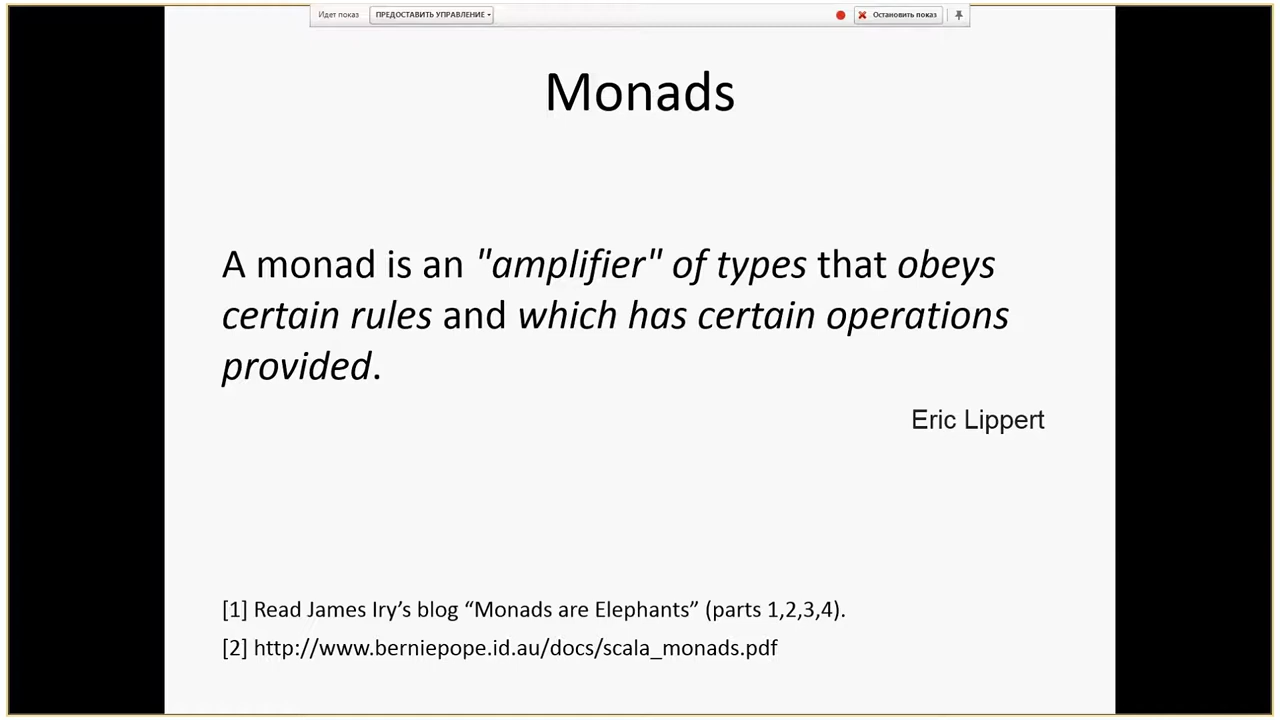 Идет показ ПРЕДОСТАВИТЬ УПРАВЛЕНИЕ Остановить показ
Monads
A monad is an "amplifier" of types that obeys
certain rules and which has certain operations
provided.
Eric Lippert
[1] Read James Iry’s blog “Monads are Elephants” (parts 1,2,3,4).
[2] http://www.berniepope.id.au/docs/scala_monads.pdf